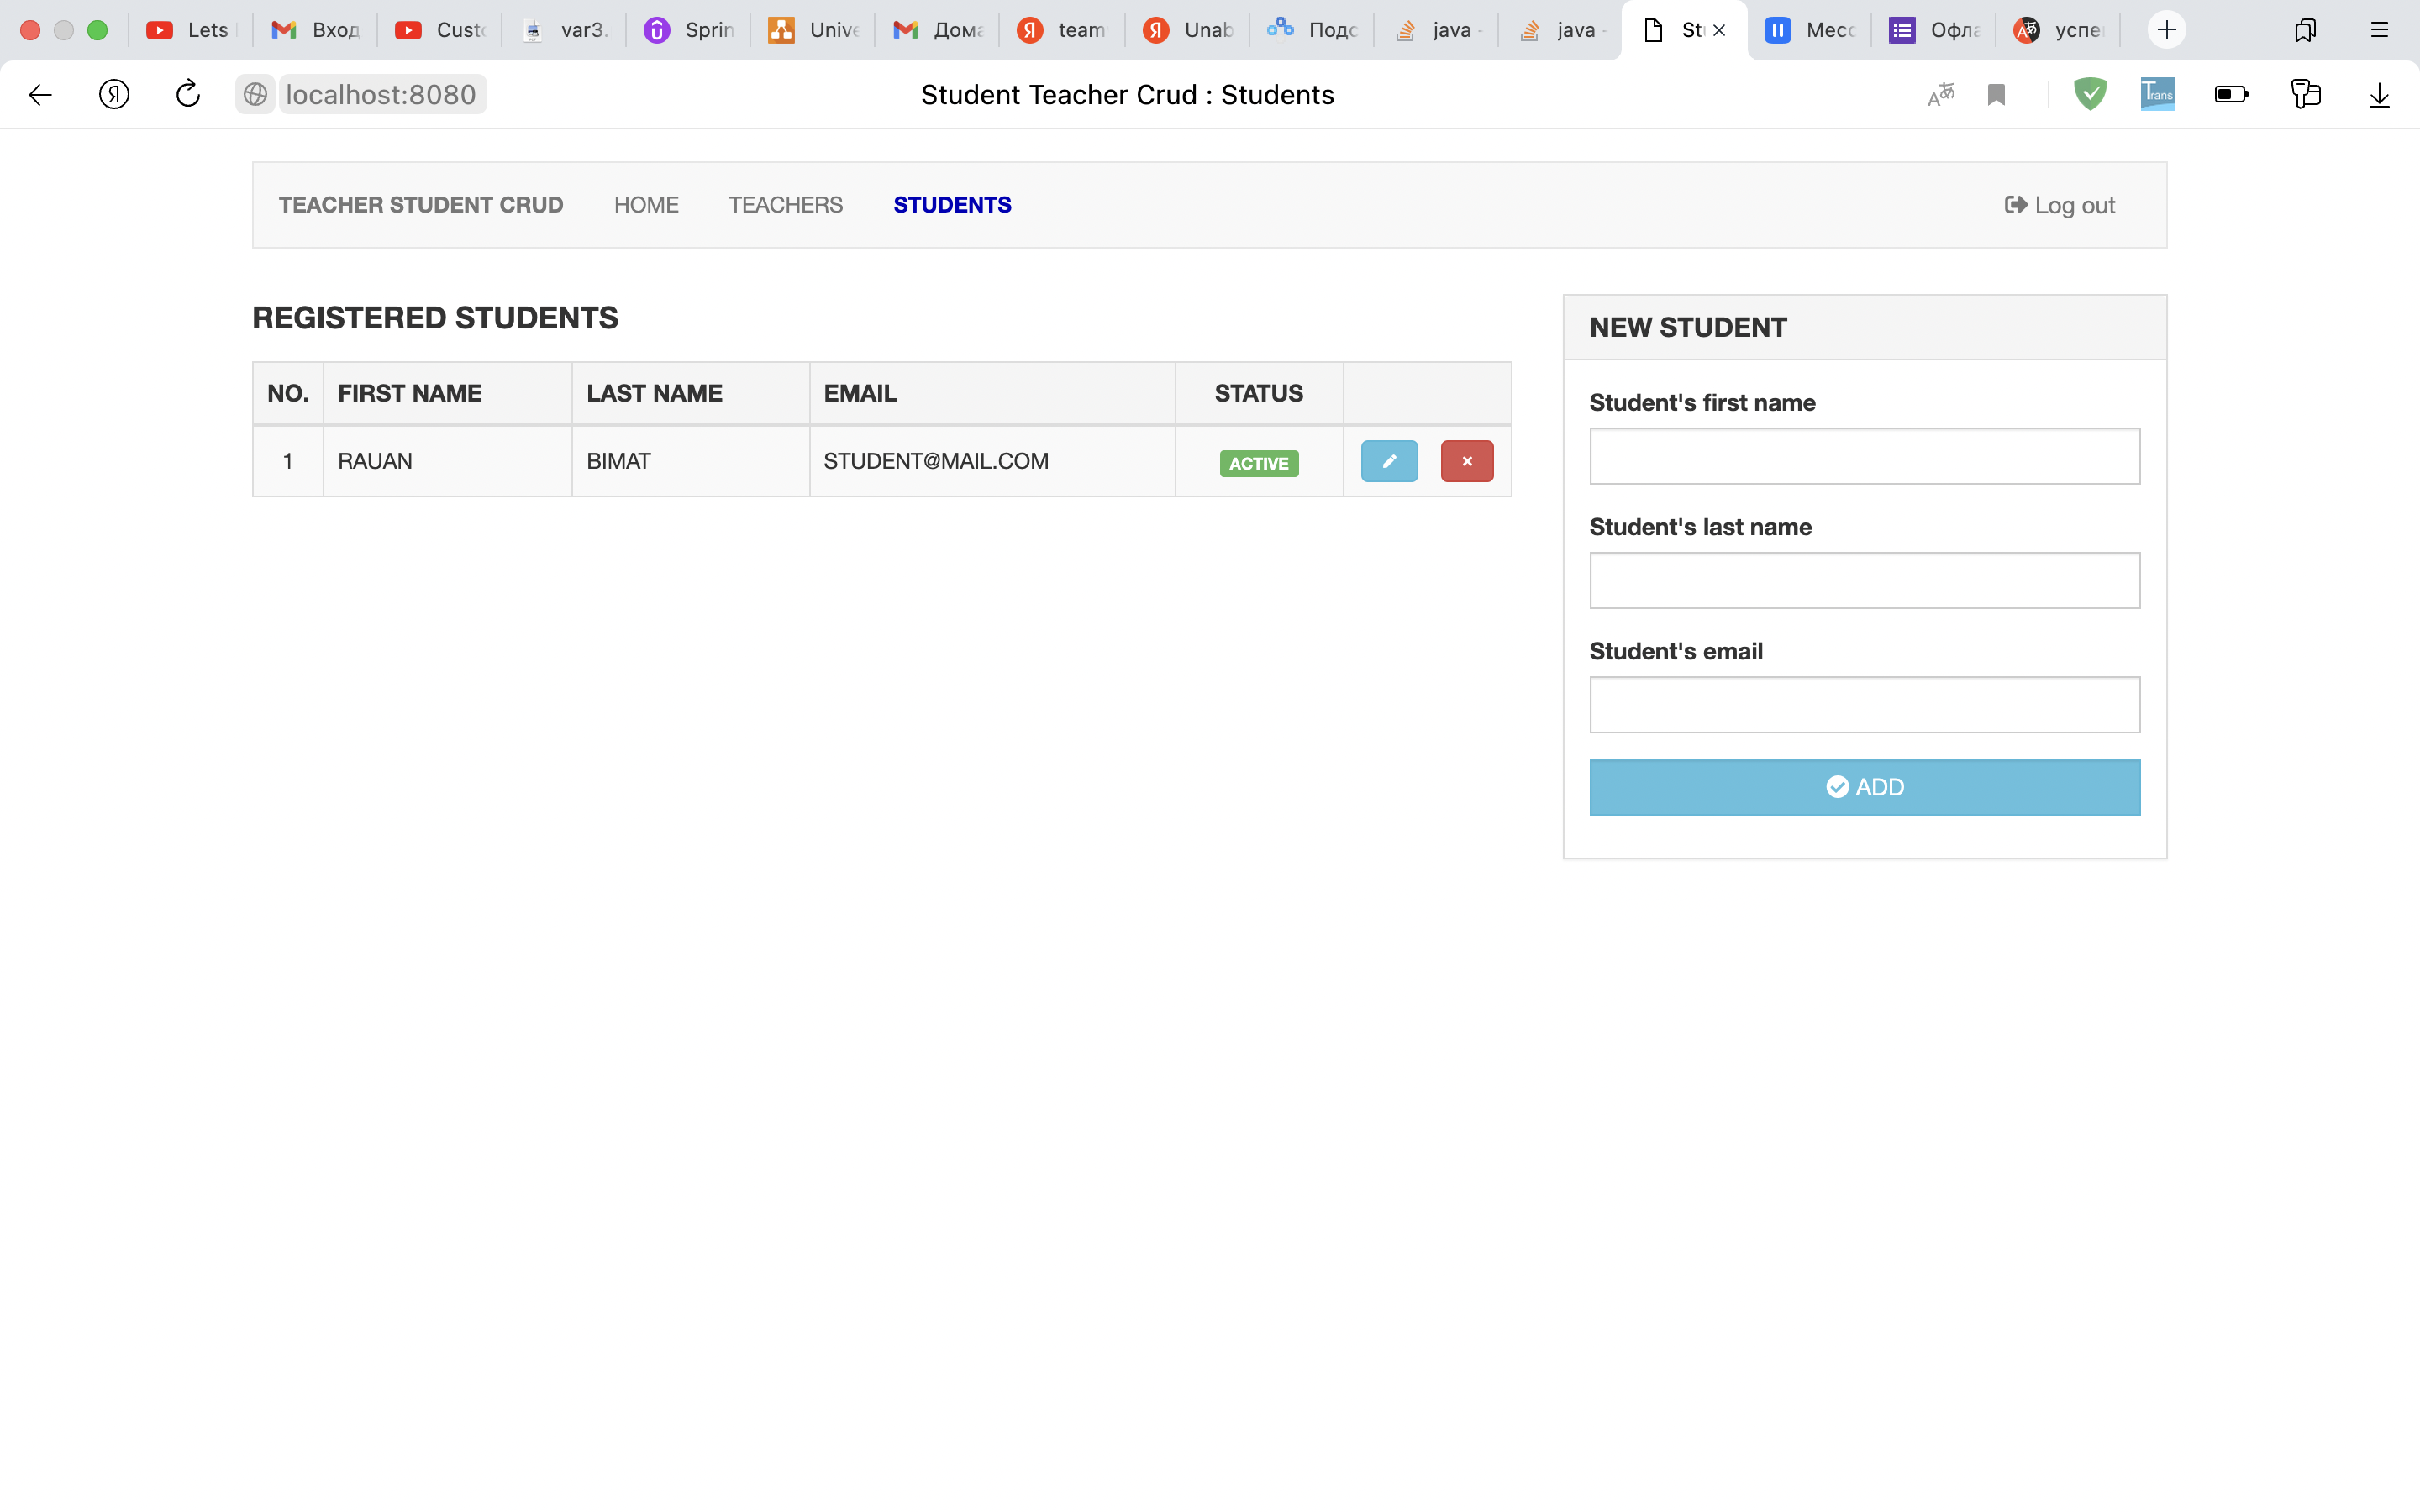 Lets Вход Custo var3. Sprin Unive Дома team Unab Подс java - java - St Месс Офла успе
localhost:8080 Student Teacher Crud : Students Trans
TEACHER STUDENT CRUD HOME TEACHERS STUDENTS Log out
REGISTERED STUDENTS
NO. FIRST NAME LAST NAME EMAIL STATUS
1 RAUAN BIMAT STUDENT@MAIL.COM ACTIVE
NEW STUDENT
Student's first name
Student's last name
Student's email
ADD